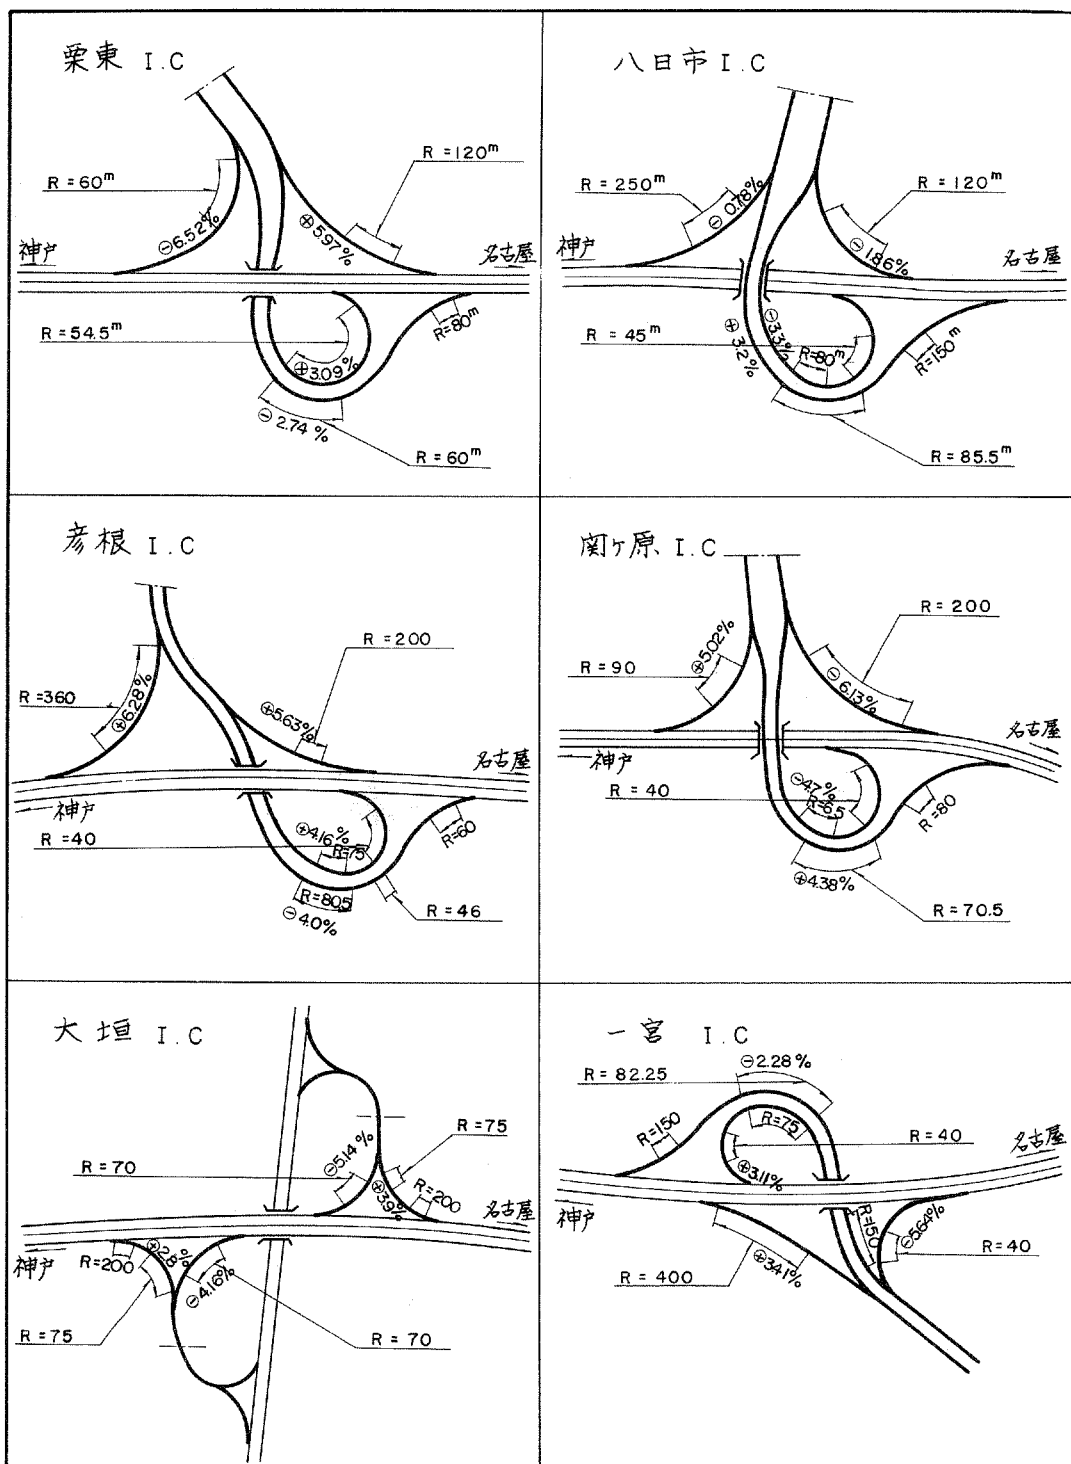 栗東 I.C
R = 120m
R = 60m
⊖6.52%
⊕5.97%
神戸
名古屋
R = 54.5m
R=80m
⊕3.09%
⊖2.74%
R = 60m
八日市 I.C
R = 250m
⊖0.78%
R = 120m
⊖1.86%
R = 45m
⊖3.3%
⊕3.2%
R=80m
R=150m
R = 85.5m
彦根 I.C
R = 200
R=360
⊕6.28%
⊕5.63%
名古屋
神戸
R=40
⊕4.16%
R=75
R=60
R=80.5
⊖4.0%
R = 46
関ヶ原 I.C
R = 200
⊕5.02%
R = 90
⊖6.13%
名古屋
神戸
R = 40
⊖4.7%
R=6.5
R=80
⊕4.38%
R = 70.5
大垣 I.C
R = 75
⊖5.14%
R = 70
⊕3.9%
R=200
名古屋
神戸
R=200
⊕2.8%
⊖4.16%
R = 75
R = 70
一宮 I.C
⊖2.28%
R = 82.25
R=150
R=75
R = 40
名古屋
⊕3.11%
神戸
R=150
⊖5.64%
R = 40
R = 400
⊕3.41%